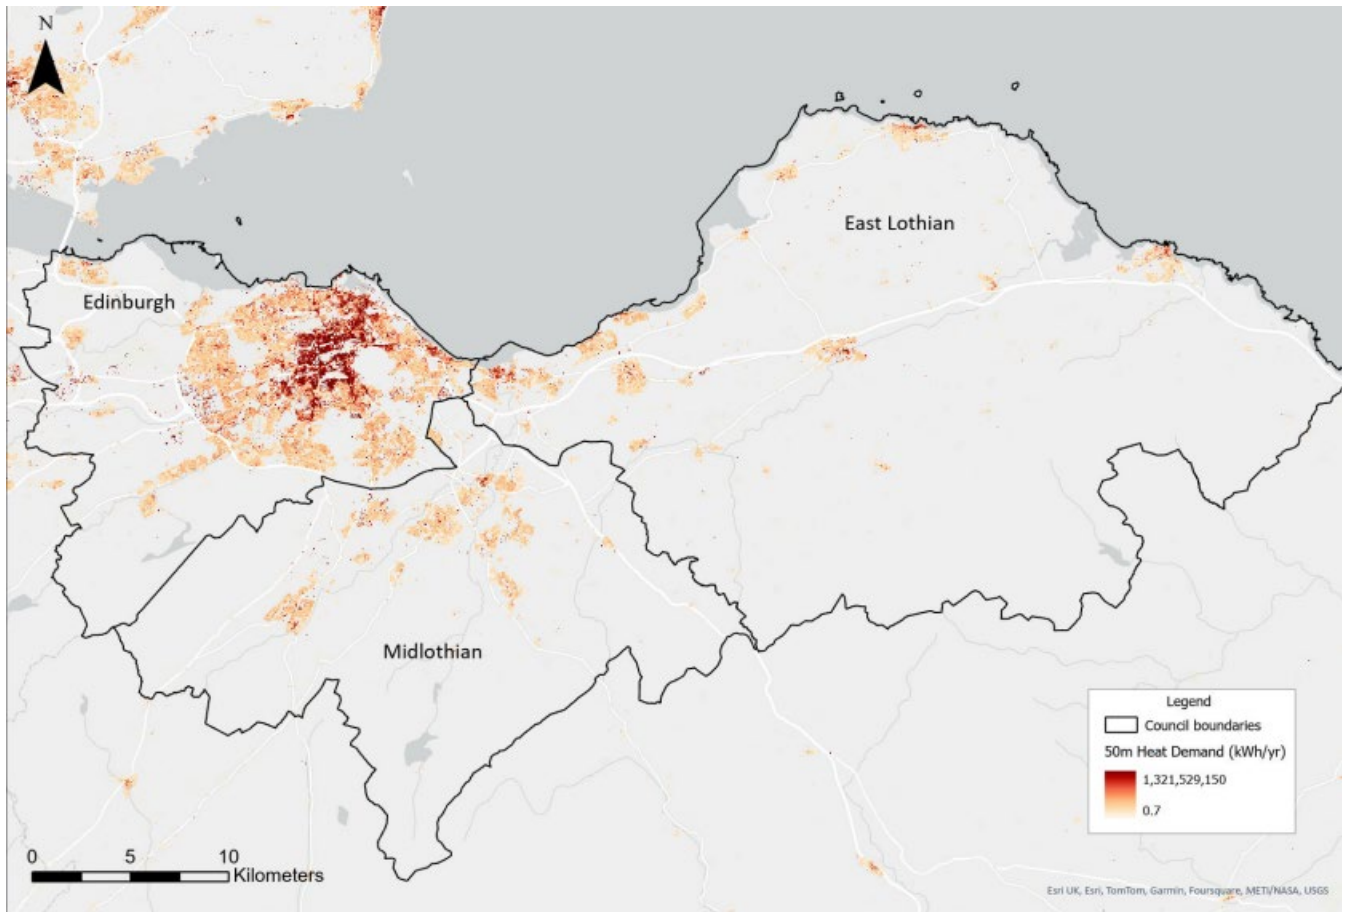 N
East Lothian
Edinburgh
Midlothian
Legend
Council boundaries
50m Heat Demand (kWh/yr)
1,321,529,150
0.7
0 5 10
Kilometers
Esri UK, Esri, TomTom, Garmin, Foursquare, METI/NASA, USGS